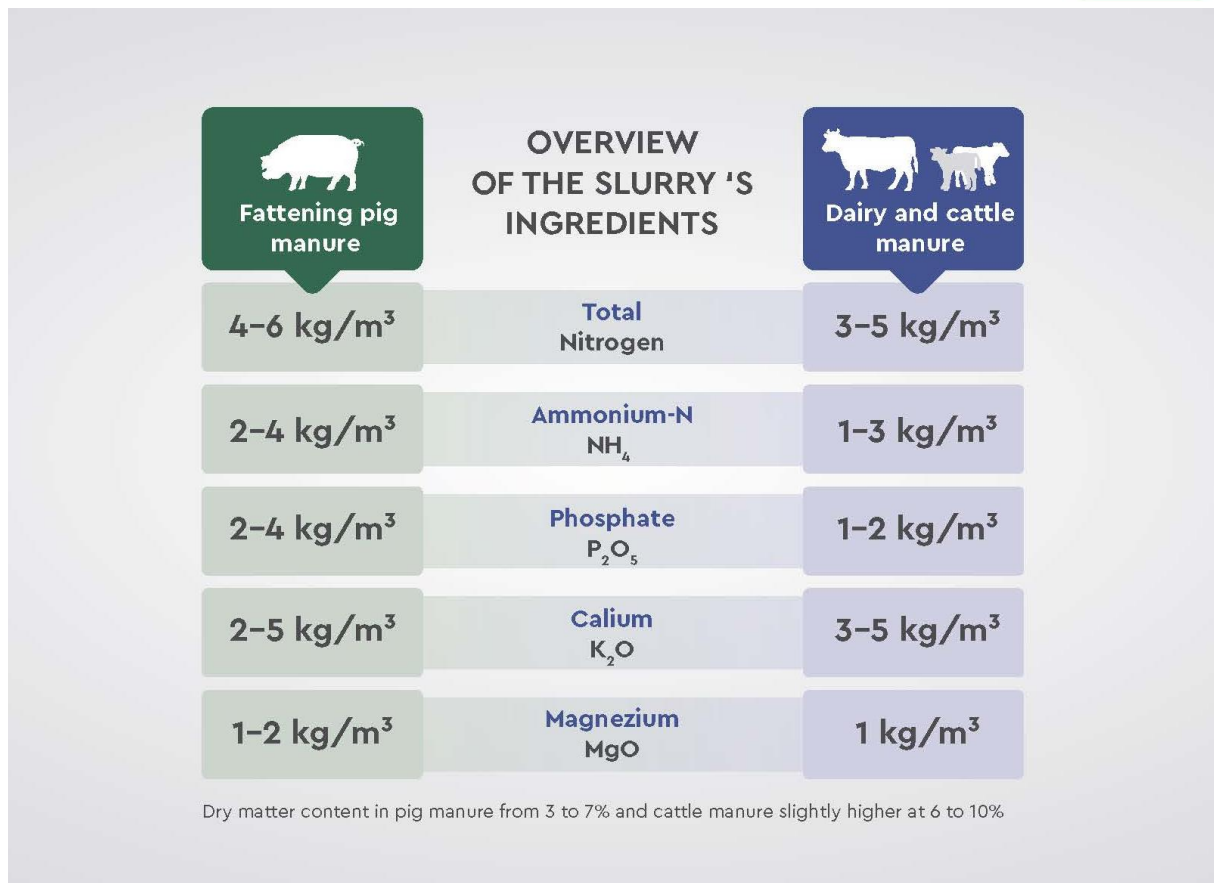 OVERVIEW
OF THE SLURRY ‘S
INGREDIENTS
Fattening pig
manure
Dairy and cattle
manure
4–6 kg/m³
Total
Nitrogen
3–5 kg/m³
2–4 kg/m³
Ammonium-N
NH₄
1–3 kg/m³
2–4 kg/m³
Phosphate
P₂O₅
1–2 kg/m³
2–5 kg/m³
Calium
K₂O
3–5 kg/m³
1–2 kg/m³
Magnezium
MgO
1 kg/m³
Dry matter content in pig manure from 3 to 7% and cattle manure slightly higher at 6 to 10%